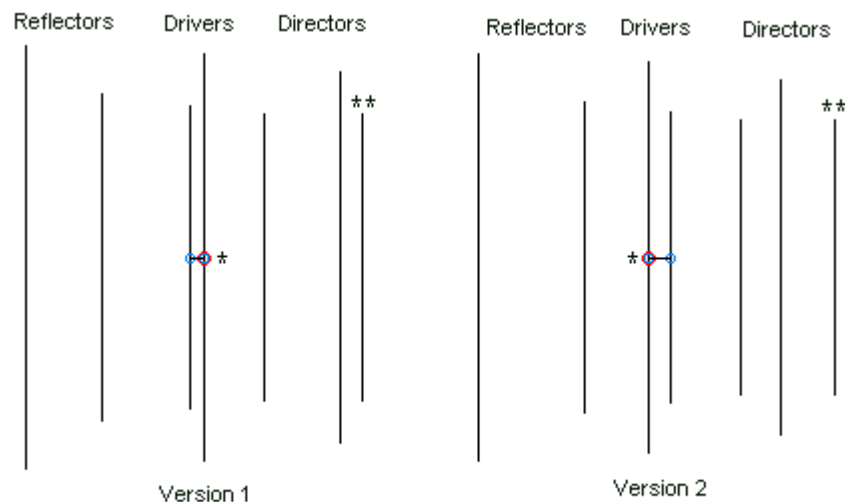 Reflectors Drivers Directors
**
*
Version 1
Reflectors Drivers Directors
**
*
Version 2